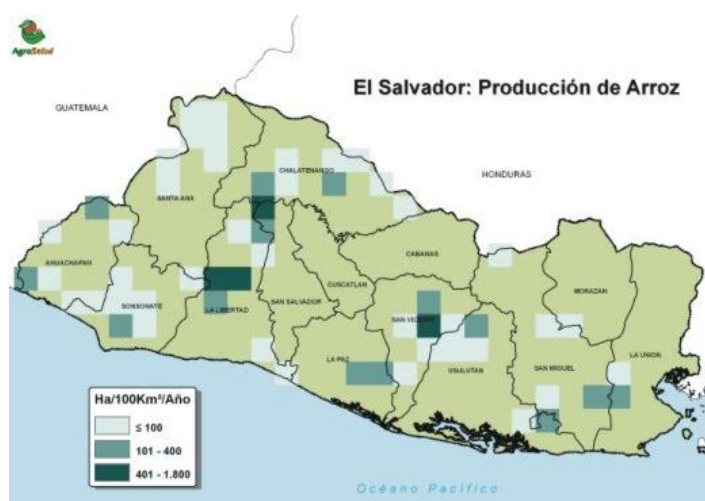 AgroSalud
El Salvador: Producción de Arroz
GUATEMALA
HONDURAS
CHALATENANGO
SANTA ANA
AHUACHAPAN
CABAÑAS
CUSCATLAN
MORAZAN
SONSONATE
LA LIBERTAD
SAN SALVADOR
SAN VICENTE
LA PAZ
USULUTAN
SAN MIGUEL
LA UNION
Ha/100Km²/Año
≤ 100
101 - 400
401 - 1.800
Océano Pacífico